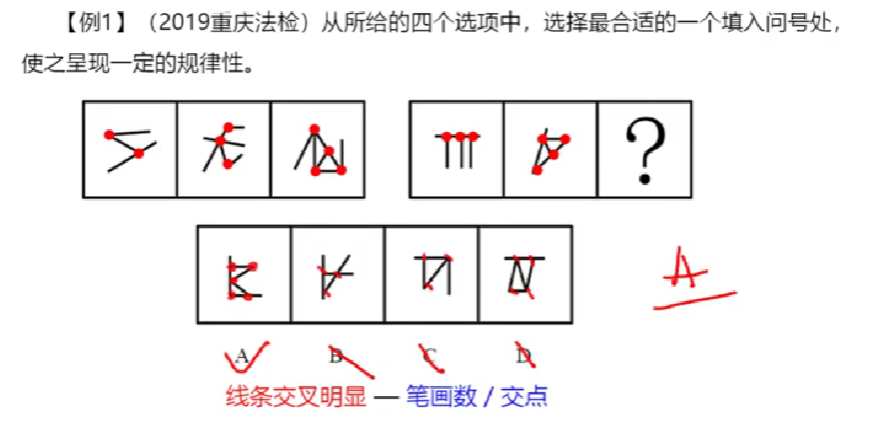 【例1】（2019重庆法检）从所给的四个选项中，选择最合适的一个填入问号处，
使之呈现一定的规律性。
?
A
A B C D
线条交叉明显 — 笔画数 / 交点